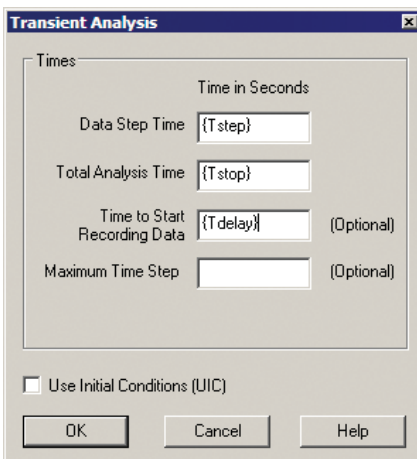 Transient Analysis
Times
Time in Seconds
Data Step Time {Tstep}
Total Analysis Time {Tstop}
Time to Start
Recording Data {Tdelay} (Optional)
Maximum Time Step (Optional)
Use Initial Conditions (UIC)
OK Cancel Help